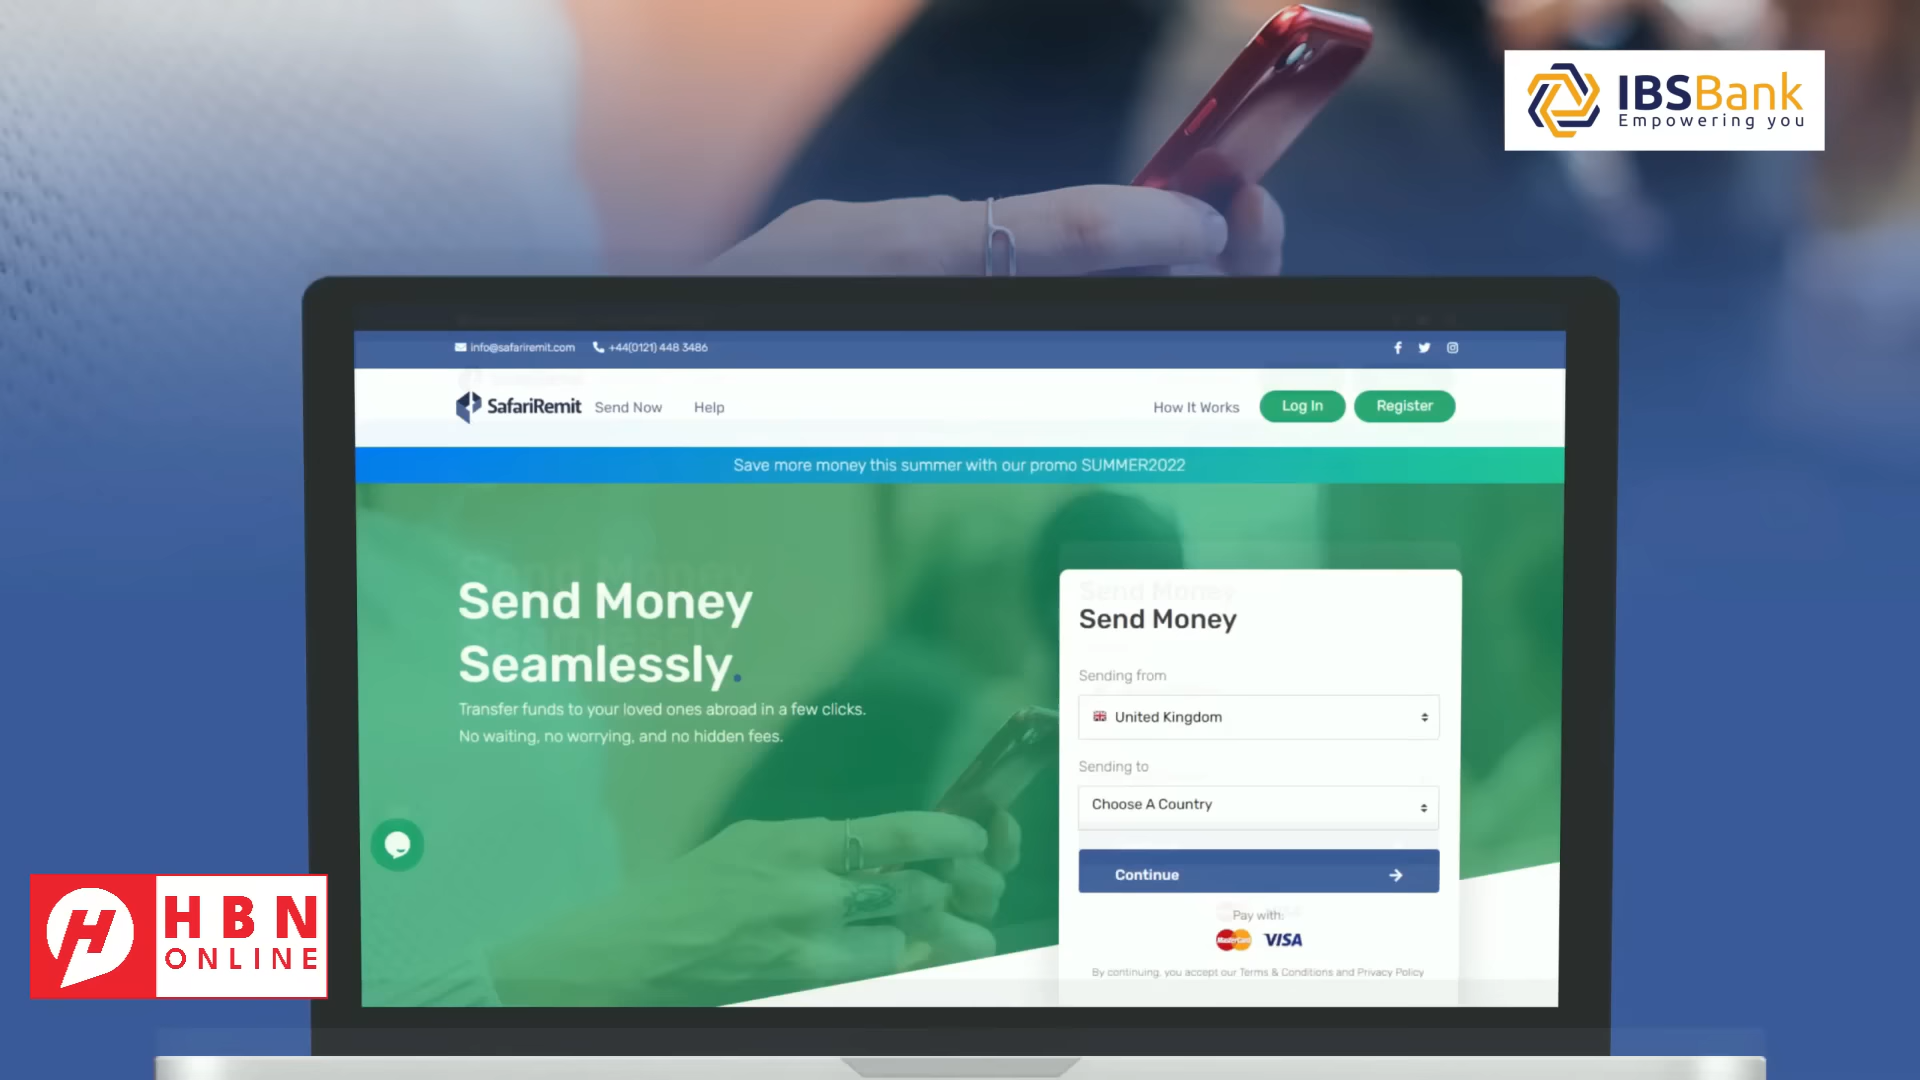 IBSBank
Empowering you
info@safariremit.com +44(0121) 448 3486
SafariRemit Send Now Help How It Works Log In Register
Save more money this summer with our promo SUMMER2022
Send Money
Seamlessly.
Transfer funds to your loved ones abroad in a few clicks.
No waiting, no worrying, and no hidden fees.
Send Money
Sending from
United Kingdom
Sending to
Choose A Country
Continue
Pay with:
MasterCard VISA
By continuing, you accept our Terms & Conditions and Privacy Policy
H HBN
ONLINE